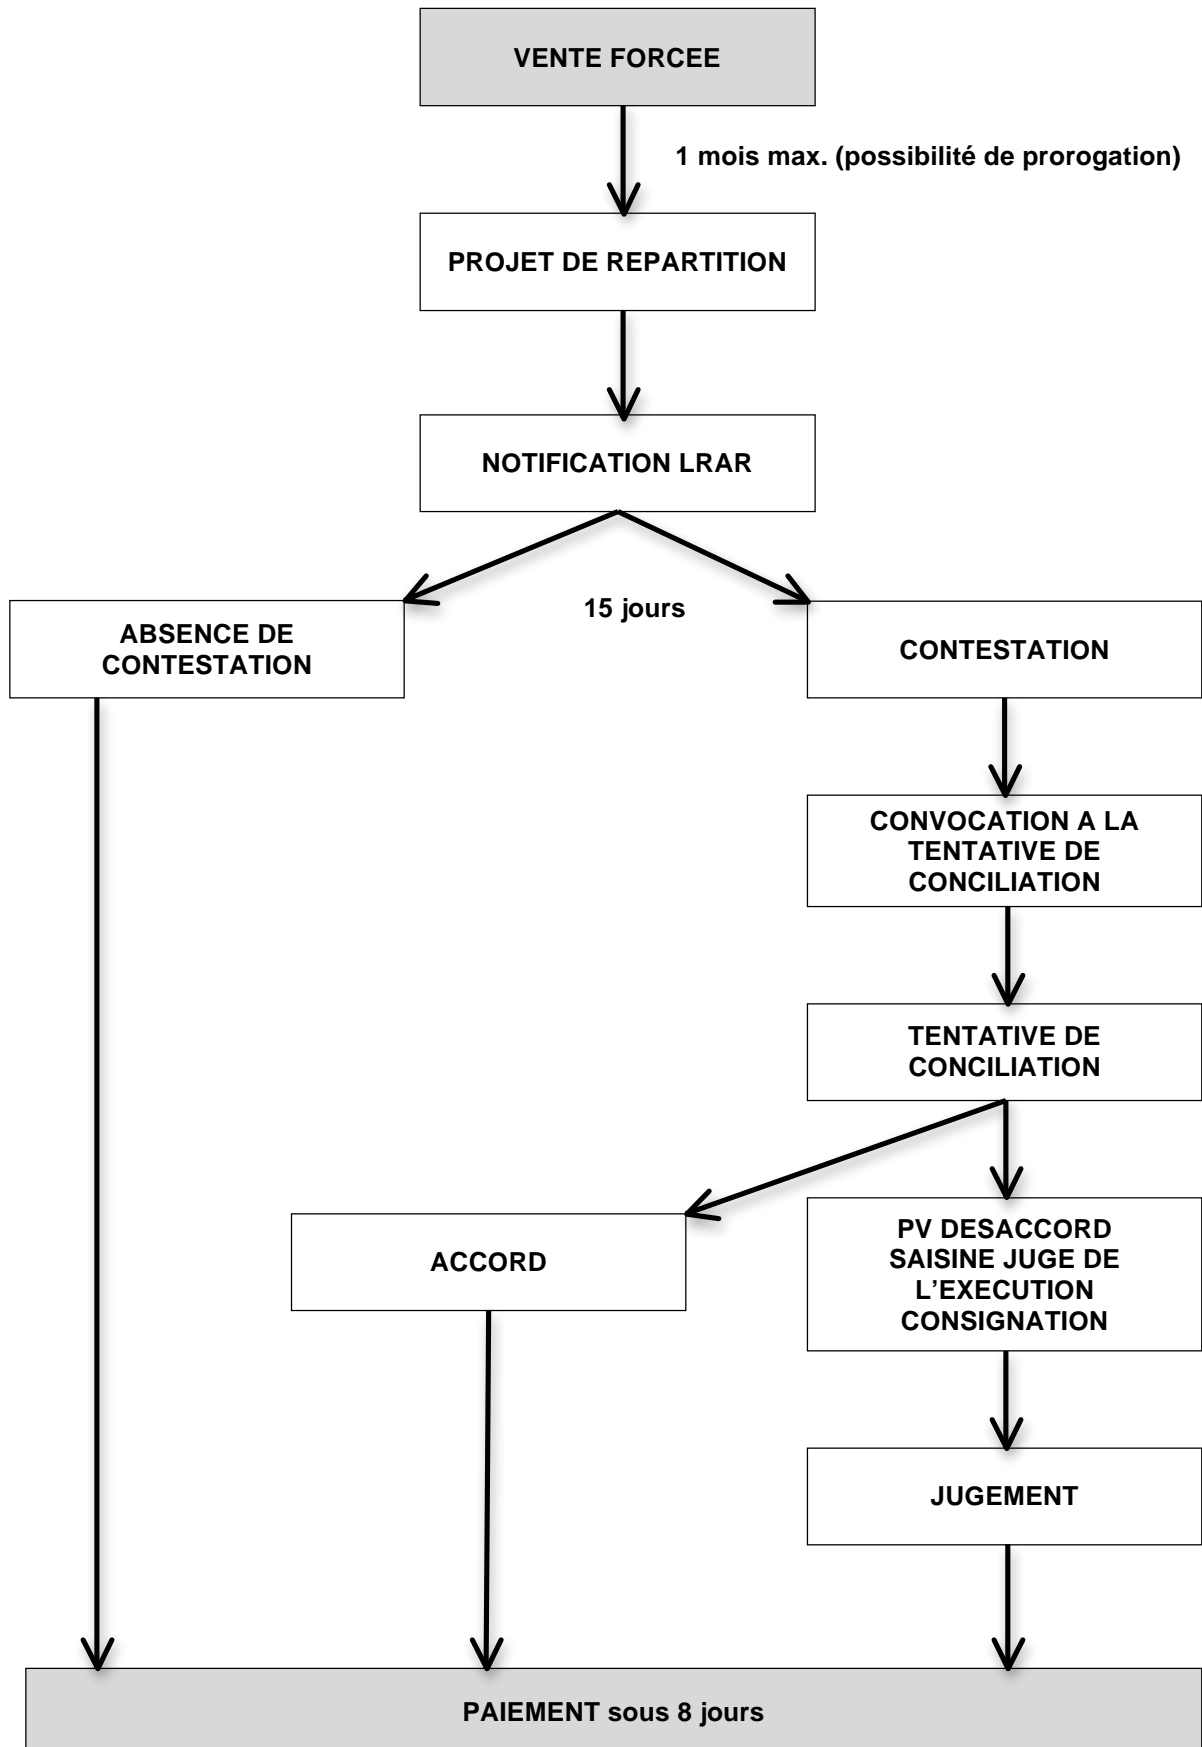 VENTE FORCEE
1 mois max. (possibilité de prorogation)
PROJET DE REPARTITION
NOTIFICATION LRAR
15 jours
ABSENCE DE
CONTESTATION
CONTESTATION
CONVOCATION A LA
TENTATIVE DE
CONCILIATION
TENTATIVE DE
CONCILIATION
ACCORD
PV DESACCORD
SAISINE JUGE DE
L’EXECUTION
CONSIGNATION
JUGEMENT
PAIEMENT sous 8 jours